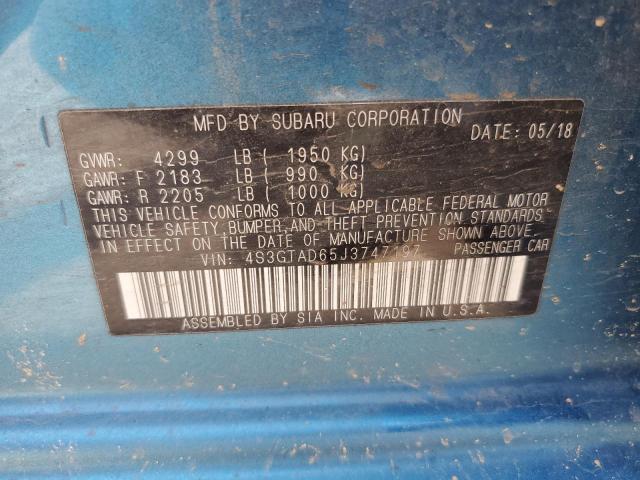 MFD BY SUBARU CORPORATION
DATE: 05/18
GVWR: 4299 LB ( 1950 KG)
GAWR: F 2183 LB ( 990 KG)
GAWR: R 2205 LB ( 1000 KG)
THIS VEHICLE CONFORMS TO ALL APPLICABLE FEDERAL MOTOR
VEHICLE SAFETY, BUMPER, AND THEFT PREVENTION STANDARDS
IN EFFECT ON THE DATE OF MANUFACTURE SHOWN ABOVE.
VIN: 4S3GTAD65J3747197
PASSENGER CAR
ASSEMBLED BY SIA INC. MADE IN U.S.A.